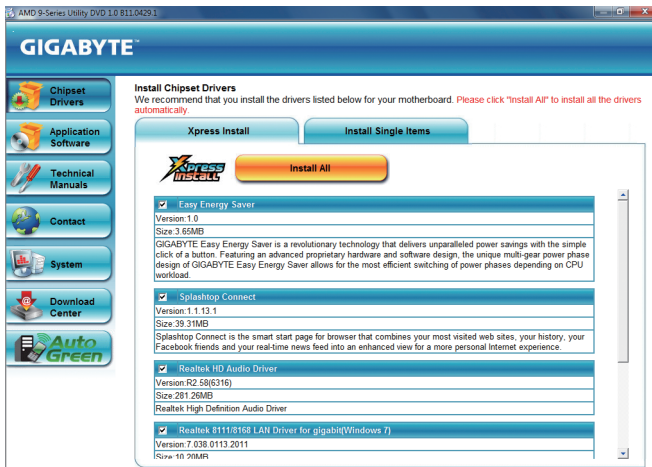 AMD 9-Series Utility DVD 1.0 B11.0429.1
GIGABYTE™
Chipset
Drivers
Application
Software
Technical
Manuals
Contact
System
Download
Center
Auto
Green
Install Chipset Drivers
We recommend that you install the drivers listed below for your motherboard. Please click "Install All" to install all the drivers
automatically.
Xpress Install
Install Single Items
Xpress
Install
Install All
Easy Energy Saver
Version:1.0
Size:3.65MB
GIGABYTE Easy Energy Saver is a revolutionary technology that delivers unparalleled power savings with the simple
click of a button. Featuring an advanced proprietary hardware and software design, the unique multi-gear power phase
design of GIGABYTE Easy Energy Saver allows for the most efficient switching of power phases depending on CPU
workload.
Splashtop Connect
Version:1.1.13.1
Size:39.31MB
Splashtop Connect is the smart start page for browser that combines your most visited web sites, your history, your
Facebook friends and your real-time news feed into an enhanced view for a more personal Internet experience.
Realtek HD Audio Driver
Version:R2.58(6316)
Size:281.26MB
Realtek High Definition Audio Driver
Realtek 8111/8168 LAN Driver for gigabit(Windows 7)
Version:7.038.0113.2011
Size:10.20MB